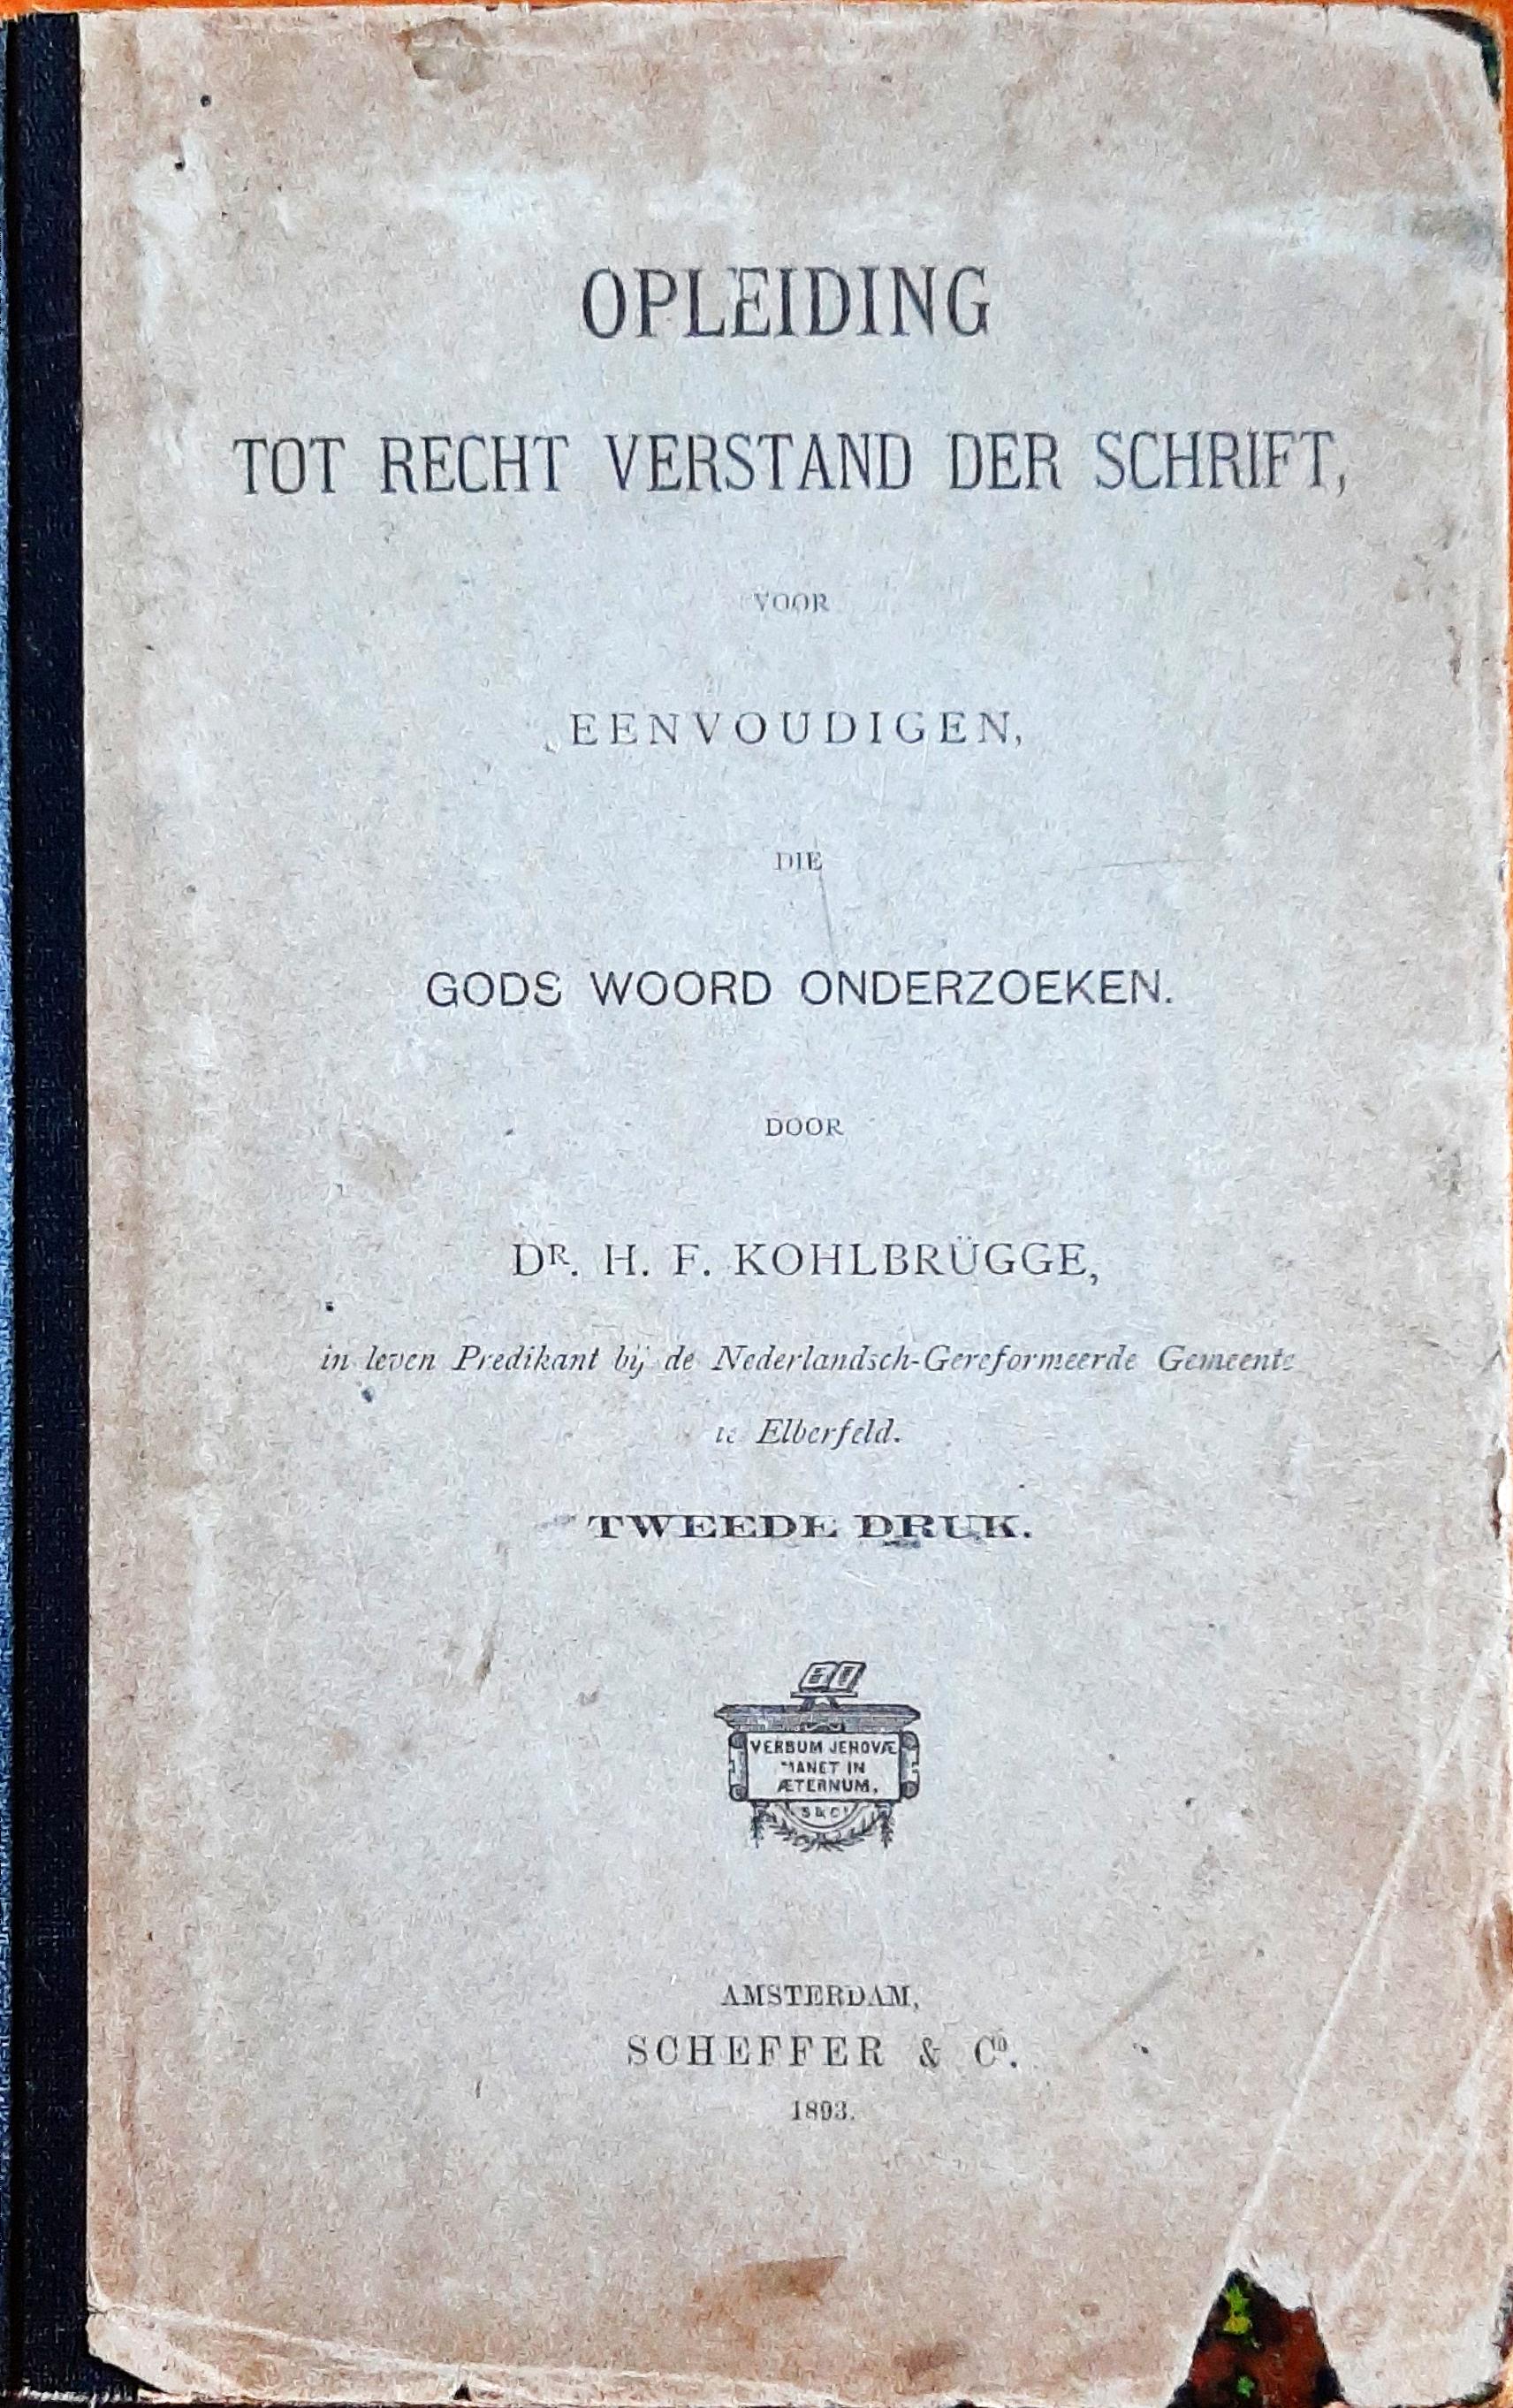 OPLEIDING
TOT RECHT VERSTAND DER SCHRIFT,
VOOR
EENVOUDIGEN,
DIE
GODS WOORD ONDERZOEKEN.
DOOR
DR. H. F. KOHLBRÜGGE,
in leven Predikant bij de Nederlandsch-Gereformeerde Gemeente
te Elberfeld.
TWEEDE DRUK.
VERBUM JEHOVÆ
MANET IN
ÆTERNUM.
S & Co
AMSTERDAM,
SCHEFFER & Co.
1893.